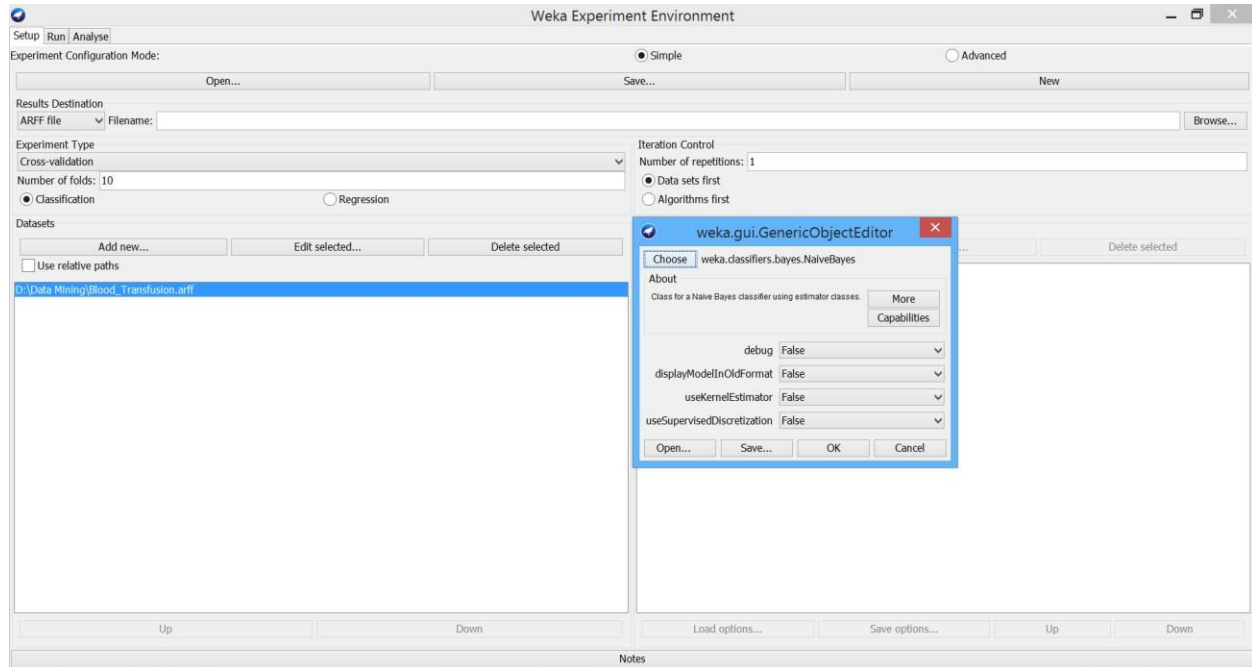 Weka Experiment Environment
Setup Run Analyse
Experiment Configuration Mode: Simple Advanced
Open... Save... New
Results Destination
ARFF file Filename: Browse...
Experiment Type
Cross-validation
Number of folds: 10
Classification Regression
Iteration Control
Number of repetitions: 1
Data sets first
Algorithms first
Datasets
Add new... Edit selected... Delete selected
Use relative paths
D:\Data Mining\Blood_Transfusion.arff
Up Down
... Delete selected
weka.gui.GenericObjectEditor
Choose weka.classifiers.bayes.NaiveBayes
About
Class for a Naive Bayes classifier using estimator classes. More
Capabilities
debug False
displayModelInOldFormat False
useKernelEstimator False
useSupervisedDiscretization False
Open... Save... OK Cancel
Load options... Save options... Up Down
Notes